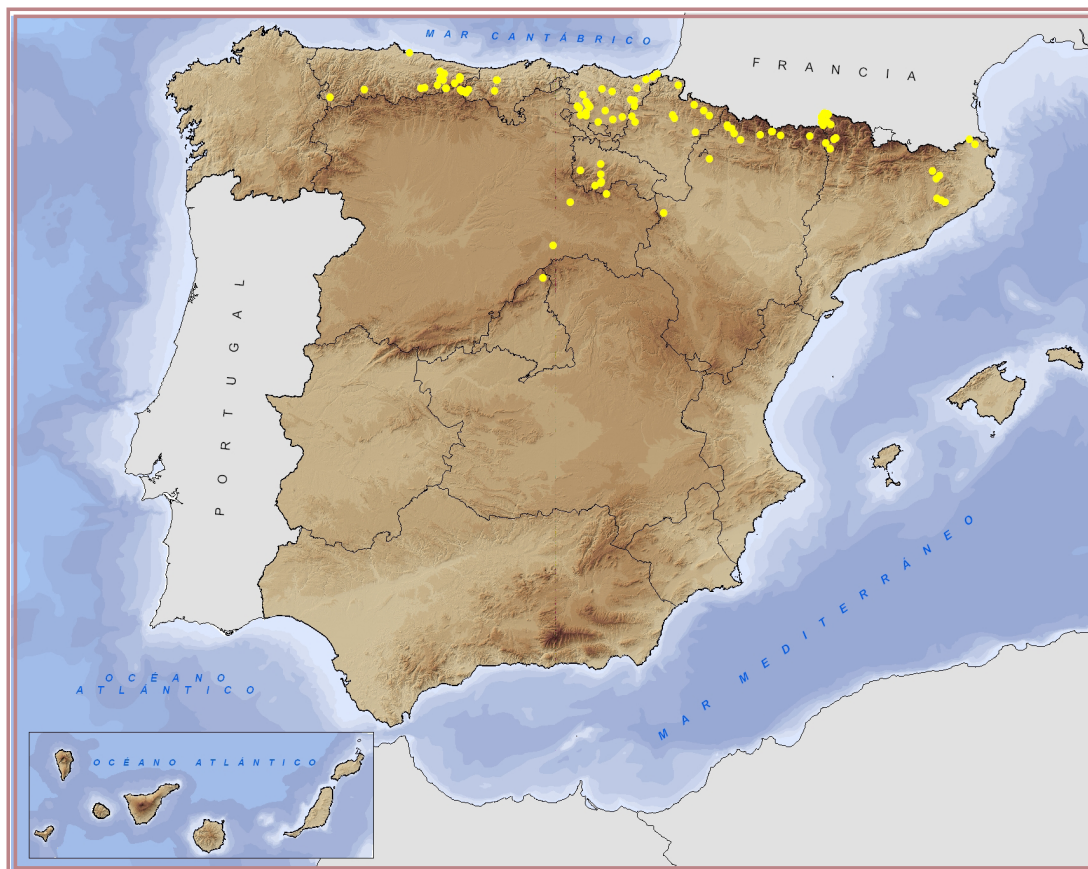 MAR CANTÁBRICO
FRANCIA
PORTUGAL
MAR MEDITERRÁNEO
OCÉANO
ATLÁNTICO
OCÉANO ATLÁNTICO